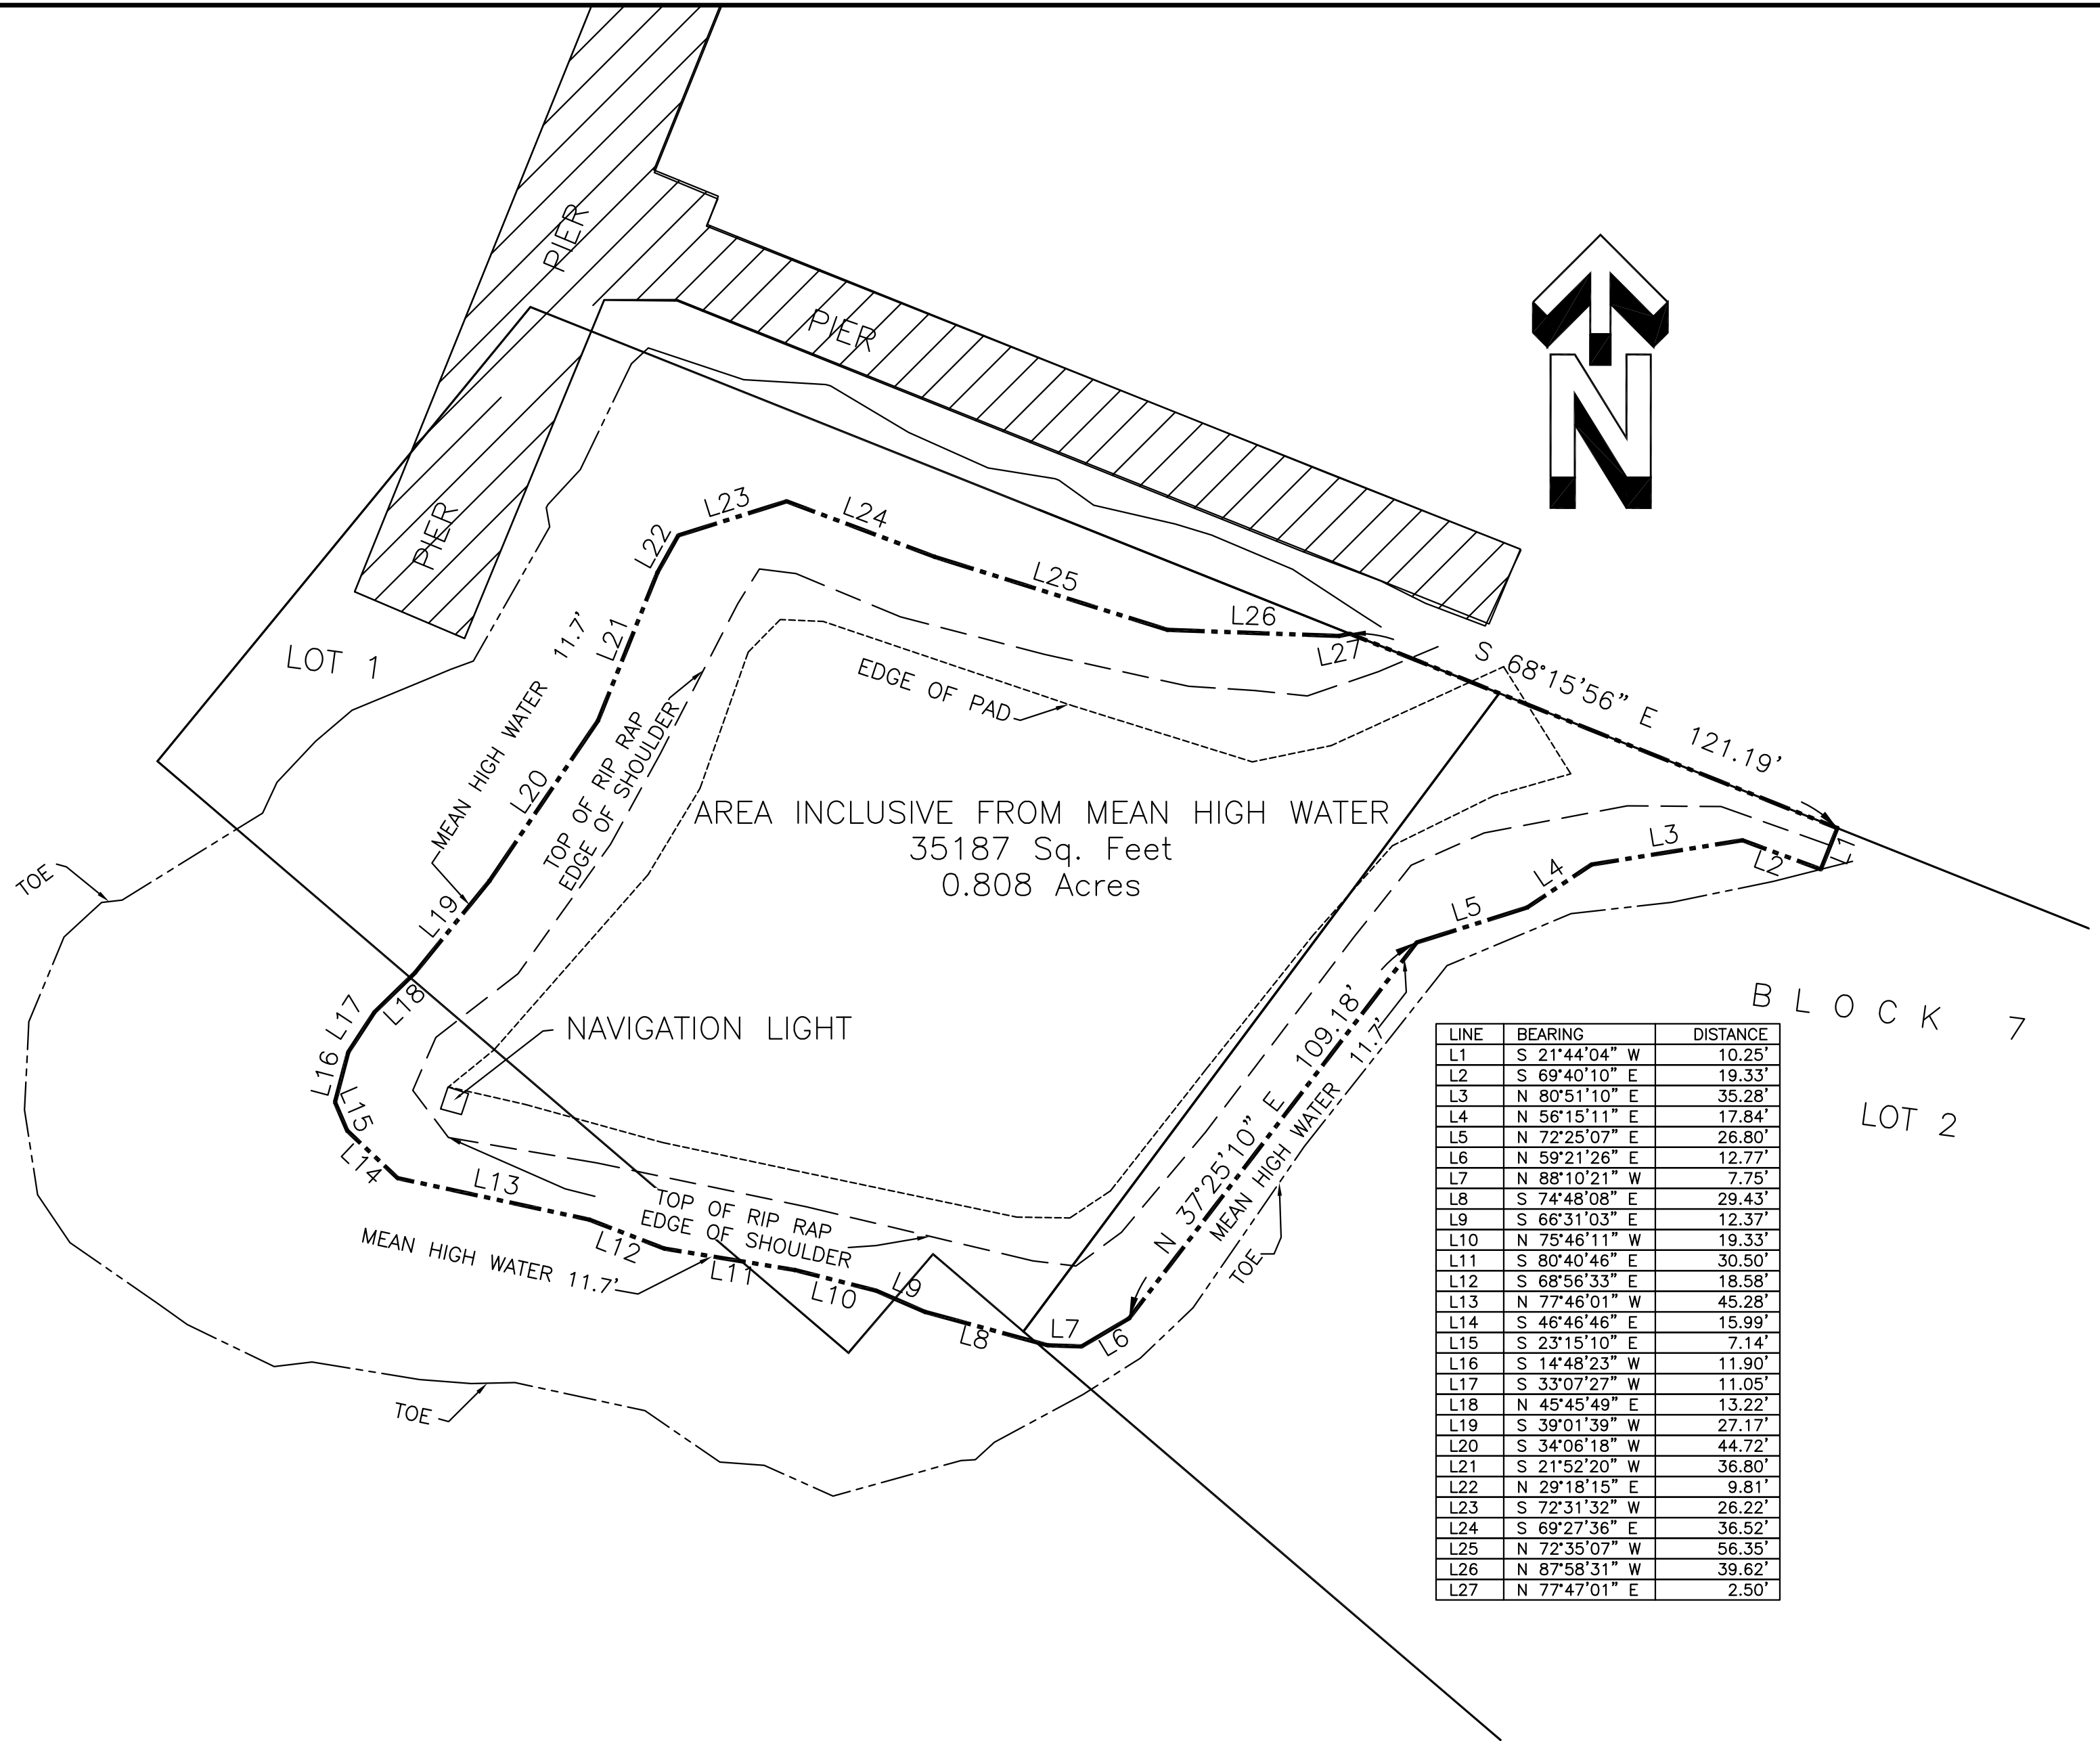 PIER
PIER
PIER
N
L23
L24
L22
L25
L26
L27
L21
S 68°15'56" E 121.19'
LOT 1
MEAN HIGH WATER 11.7'
TOP OF RIP RAP
EDGE OF SHOULDER
EDGE OF PAD
L20
AREA INCLUSIVE FROM MEAN HIGH WATER
35187 Sq. Feet
0.808 Acres
L3
L1
L2
L4
L5
TOE
L19
L18
L17
L16
L15
L14
NAVIGATION LIGHT
N 37°25'10" E 109.18'
MEAN HIGH WATER 11.7'
BLOCK 7
LOT 2
L13
TOP OF RIP RAP
EDGE OF SHOULDER
MEAN HIGH WATER 11.7'
L12
L11
L10
L9
L8
L7
L6
TOE
TOE
LINE BEARING DISTANCE
L1 S 21°44'04" W 10.25'
L2 S 69°40'10" E 19.33'
L3 N 80°51'10" E 35.28'
L4 N 56°15'11" E 17.84'
L5 N 72°25'07" E 26.80'
L6 N 59°21'26" E 12.77'
L7 N 88°10'21" W 7.75'
L8 S 74°48'08" E 29.43'
L9 S 66°31'03" E 12.37'
L10 N 75°46'11" W 19.33'
L11 S 80°40'46" E 30.50'
L12 S 68°56'33" E 18.58'
L13 N 77°46'01" W 45.28'
L14 S 46°46'46" E 15.99'
L15 S 23°15'10" E 7.14'
L16 S 14°48'23" W 11.90'
L17 S 33°07'27" W 11.05'
L18 N 45°45'49" E 13.22'
L19 S 39°01'39" W 27.17'
L20 S 34°06'18" W 44.72'
L21 S 21°52'20" W 36.80'
L22 N 29°18'15" E 9.81'
L23 S 72°31'32" W 26.22'
L24 S 69°27'36" E 36.52'
L25 N 72°35'07" W 56.35'
L26 N 87°58'31" W 39.62'
L27 N 77°47'01" E 2.50'